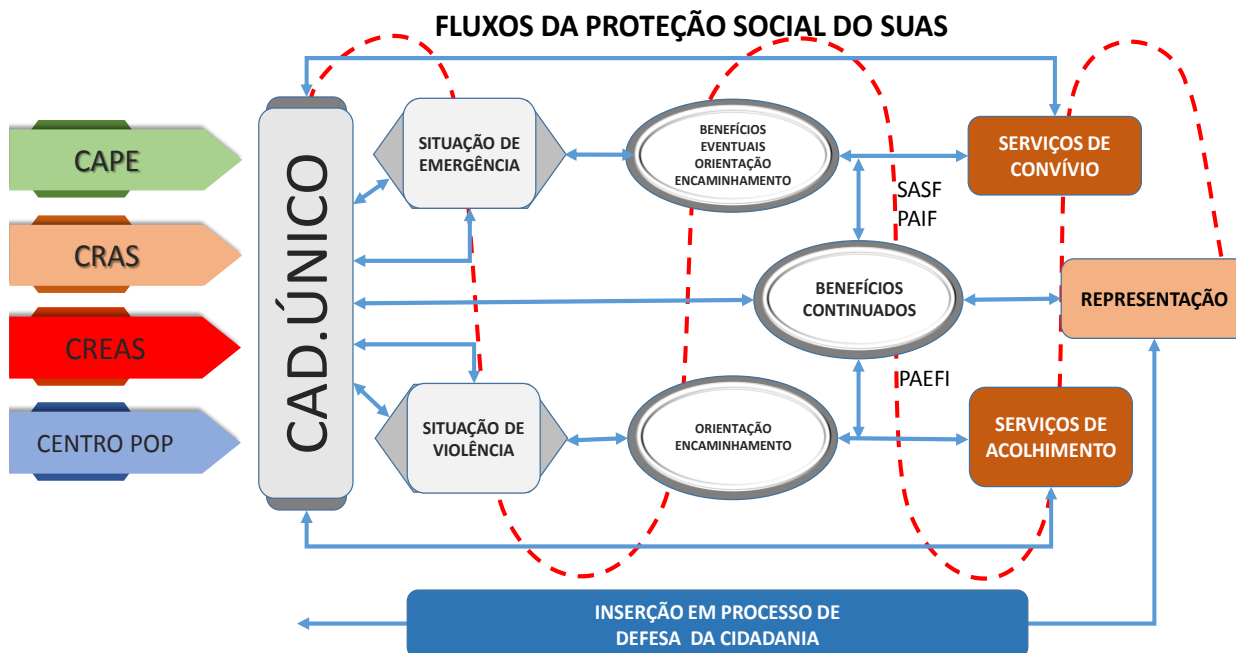 FLUXOS DA PROTEÇÃO SOCIAL DO SUAS
CAPE
CRAS
CREAS
CENTRO POP
CAD.ÚNICO
SITUAÇÃO DE
EMERGÊNCIA
BENEFÍCIOS
EVENTUAIS
ORIENTAÇÃO
ENCAMINHAMENTO
SERVIÇOS DE
CONVÍVIO
SASF
PAIF
BENEFÍCIOS
CONTINUADOS
REPRESENTAÇÃO
PAEFI
SITUAÇÃO DE
VIOLÊNCIA
ORIENTAÇÃO
ENCAMINHAMENTO
SERVIÇOS DE
ACOLHIMENTO
INSERÇÃO EM PROCESSO DE
DEFESA DA CIDADANIA